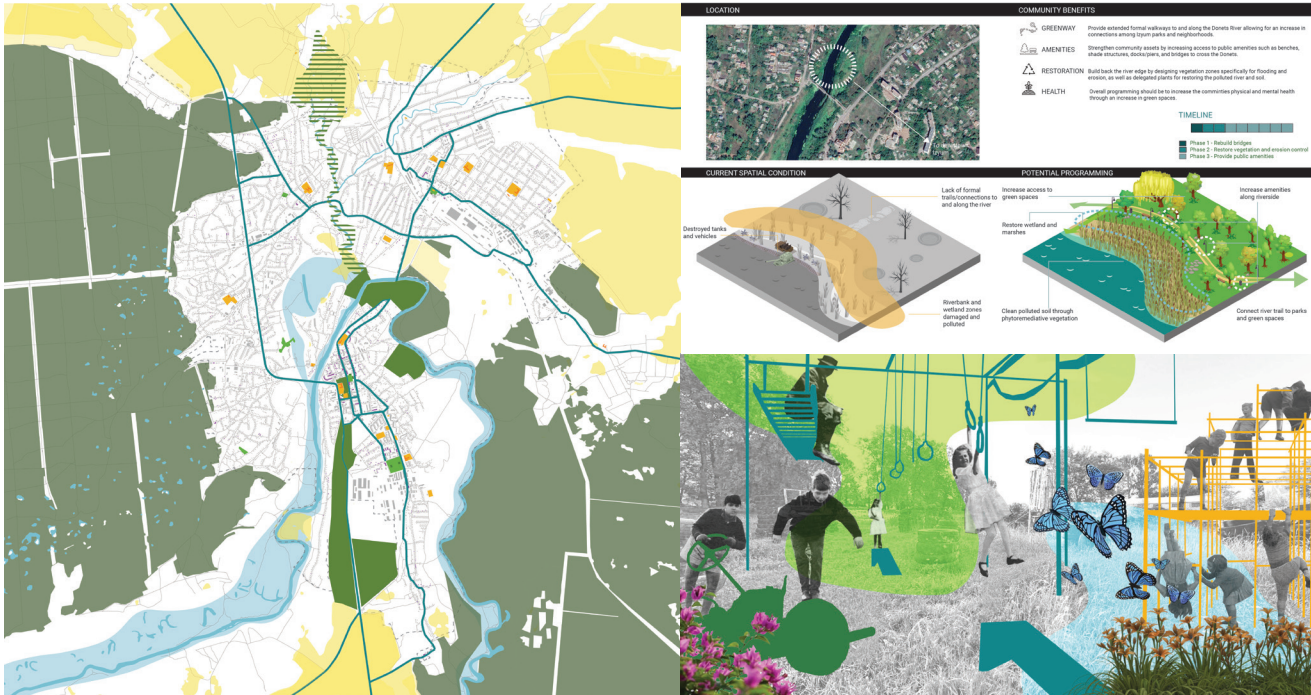 LOCATION
COMMUNITY BENEFITS
GREENWAY
Provide extended formal walkways to and along the Donets River allowing for an increase in
connections among Izyum parks and neighborhoods.
AMENITIES
Strengthen community assets by increasing access to public amenities such as benches,
shade structures, docks/piers, and bridges to cross the Donets.
RESTORATION
Build back the river edge by designing vegetation zones specifically for flooding and
erosion, as well as delegated plants for restoring the polluted river and soil.
HEALTH
Overall programming should be to increase the comminties physical and mental health
through an increase in green spaces.
TIMELINE
Phase 1 - Rebuild bridges
Phase 2 - Restore vegetation and erosion control
Phase 3 - Provide public amenities
CURRENT SPATIAL CONDITION
Lack of formal
trails/connections to
and along the river
Destroyed tanks
and vehicles
Riverbank and
wetland zones
damaged and
polluted
POTENTIAL PROGRAMMING
Increase access to
green spaces
Increase amenities
along riverside
Restore wetland and
marshes
Clean polluted soil through
phytoremediative vegetation
Connect river trail to parks
and green spaces